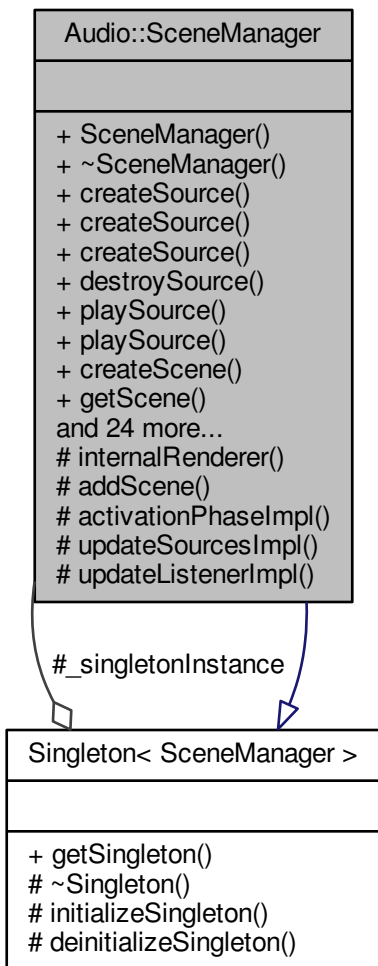 Audio::SceneManager
+ SceneManager()
+ ~SceneManager()
+ createSource()
+ createSource()
+ createSource()
+ destroySource()
+ playSource()
+ playSource()
+ createScene()
+ getScene()
and 24 more...
# internalRenderer()
# addScene()
# activationPhaseImpl()
# updateSourcesImpl()
# updateListenerImpl()
#_singletonInstance
Singleton< SceneManager >
+ getSingleton()
# ~Singleton()
# initializeSingleton()
# deinitializeSingleton()